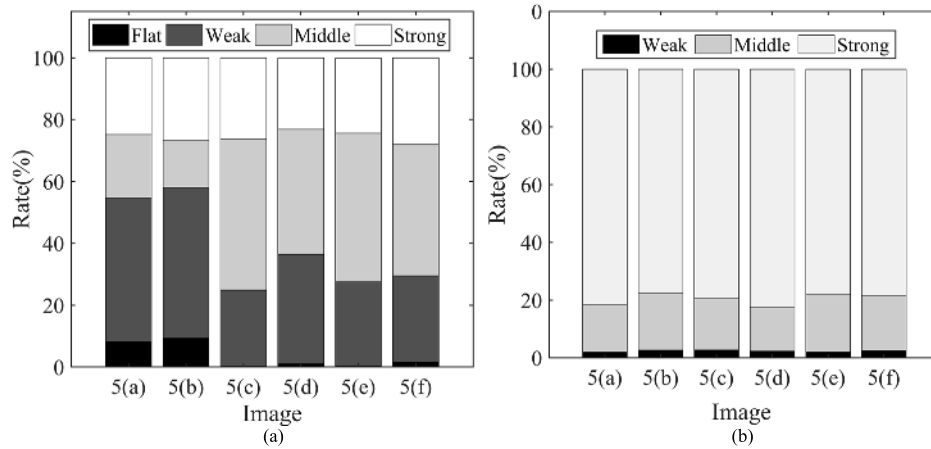 Flat Weak Middle Strong
100
80
60
40
20
0
Rate(%)
5(a) 5(b) 5(c) 5(d) 5(e) 5(f)
Image
(a)
0
Weak Middle Strong
100
80
60
40
20
0
Rate(%)
5(a) 5(b) 5(c) 5(d) 5(e) 5(f)
Image
(b)